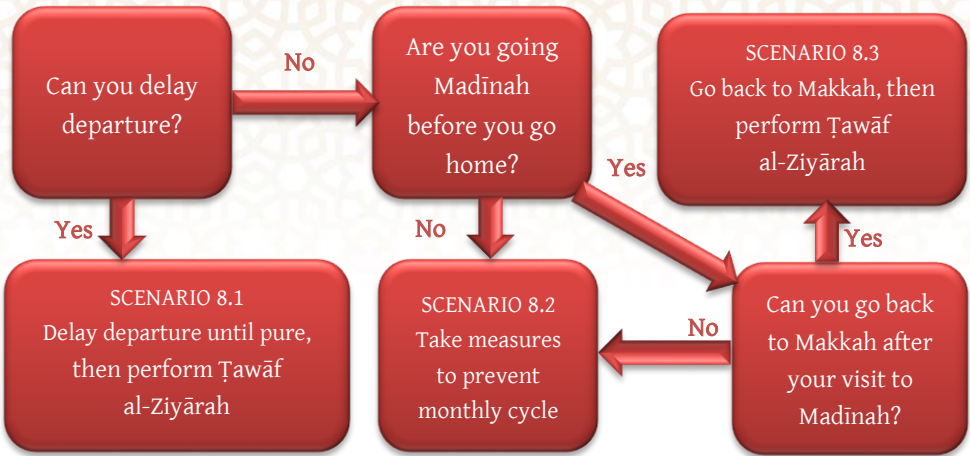 Can you delay
departure?
No
Are you going
Madīnah
before you go
home?
SCENARIO 8.3
Go back to Makkah, then
perform Ṭawāf
al-Ziyārah
Yes
Yes
No
Yes
SCENARIO 8.1
Delay departure until pure,
then perform Ṭawāf
al-Ziyārah
SCENARIO 8.2
Take measures
to prevent
monthly cycle
No
Can you go back
to Makkah after
your visit to
Madīnah?